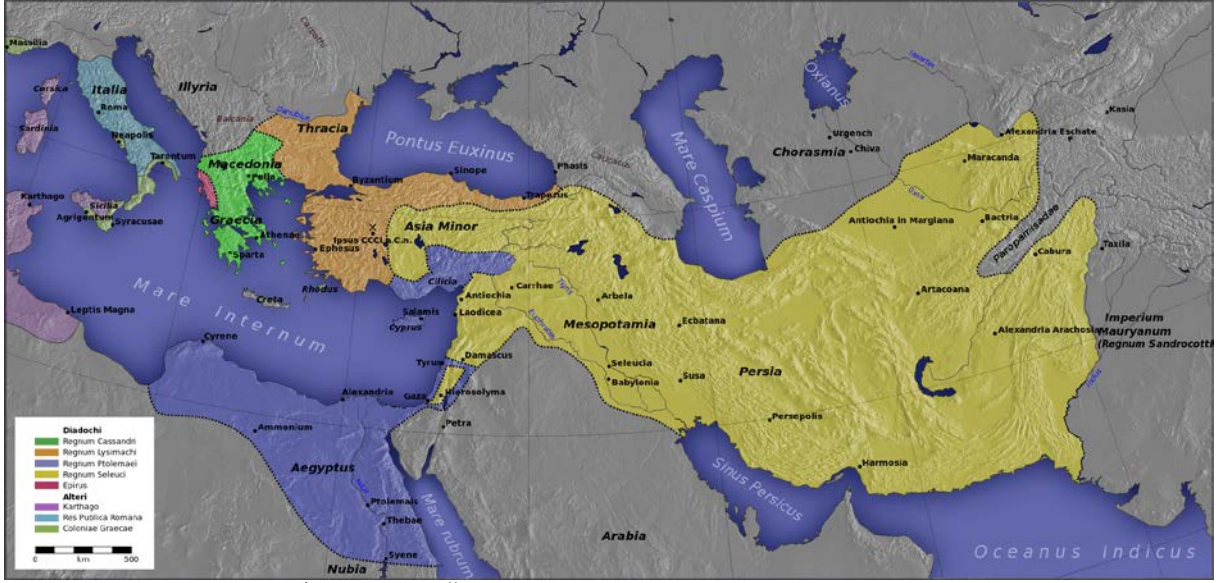 Massilia
Corsica
Sardinia
Italia
Roma
Neapolis
Tarentum
Illyria
Carpathi
Balcania
Danubius
Thracia
Macedonia
Pella
Graecia
Athenae
Sparta
Byzantium
Pontus Euxinus
Sinope
Trapezus
Phasis
Caucasus
Mare Caspium
Oxianus
Iaxartes
Urgench
Chiva
Chorasmia
Kasia
Alexandria Eschate
Maracanda
Oxus
Antiochia in Margiana
Bactria
Paropamisadae
Cabura
Taxila
Artacoana
Alexandria Arachosia
Imperium
Mauryanum
(Regnum Sandrocotti)
Indus
Karthago
Sicilia
Agrigentum
Syracusae
Leptis Magna
Mare Internum
Creta
Rhodus
Ephesus
Ipsus CCCI a.C.n.
Asia Minor
Cilicia
Salamis
Cyprus
Antiochia
Laodicea
Carrhae
Tigris
Euphrates
Arbela
Mesopotamia
Ecbatana
Seleucia
Babylonia
Susa
Persia
Persepolis
Harmosia
Damascus
Tyrus
Hierosolyma
Gaza
Petra
Cyrene
Alexandria
Ammonium
Aegyptus
Ptolemais
Thebae
Syene
Nubia
Mare rubrum
Arabia
Sinus Persicus
Oceanus Indicus
Diadochi
Regnum Cassandri
Regnum Lysimachi
Regnum Ptolemaei
Regnum Seleuci
Epirus
Alteri
Karthago
Res Publica Romana
Coloniae Graecae
0 km 500